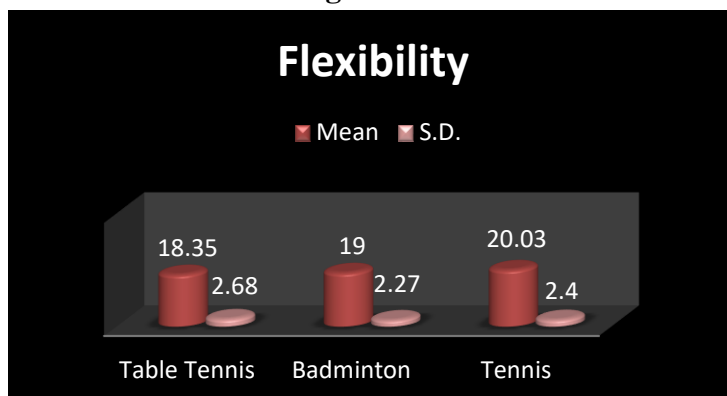 Flexibility
Mean S.D.
18.35 2.68 19 2.27 20.03 2.4
Table Tennis Badminton Tennis